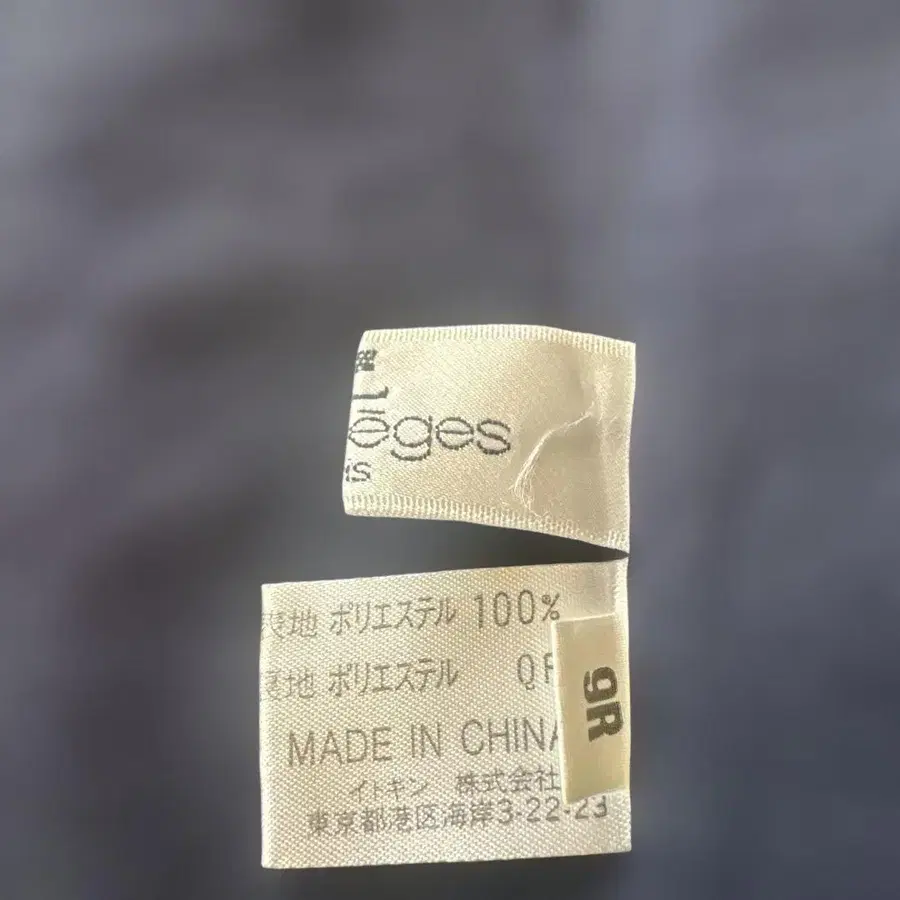 èges
is
表地 ポリエステル 100%
裏地 ポリエステル
MADE IN CHINA
9R
イトキン 株式会社
東京都港区海岸3-22-23